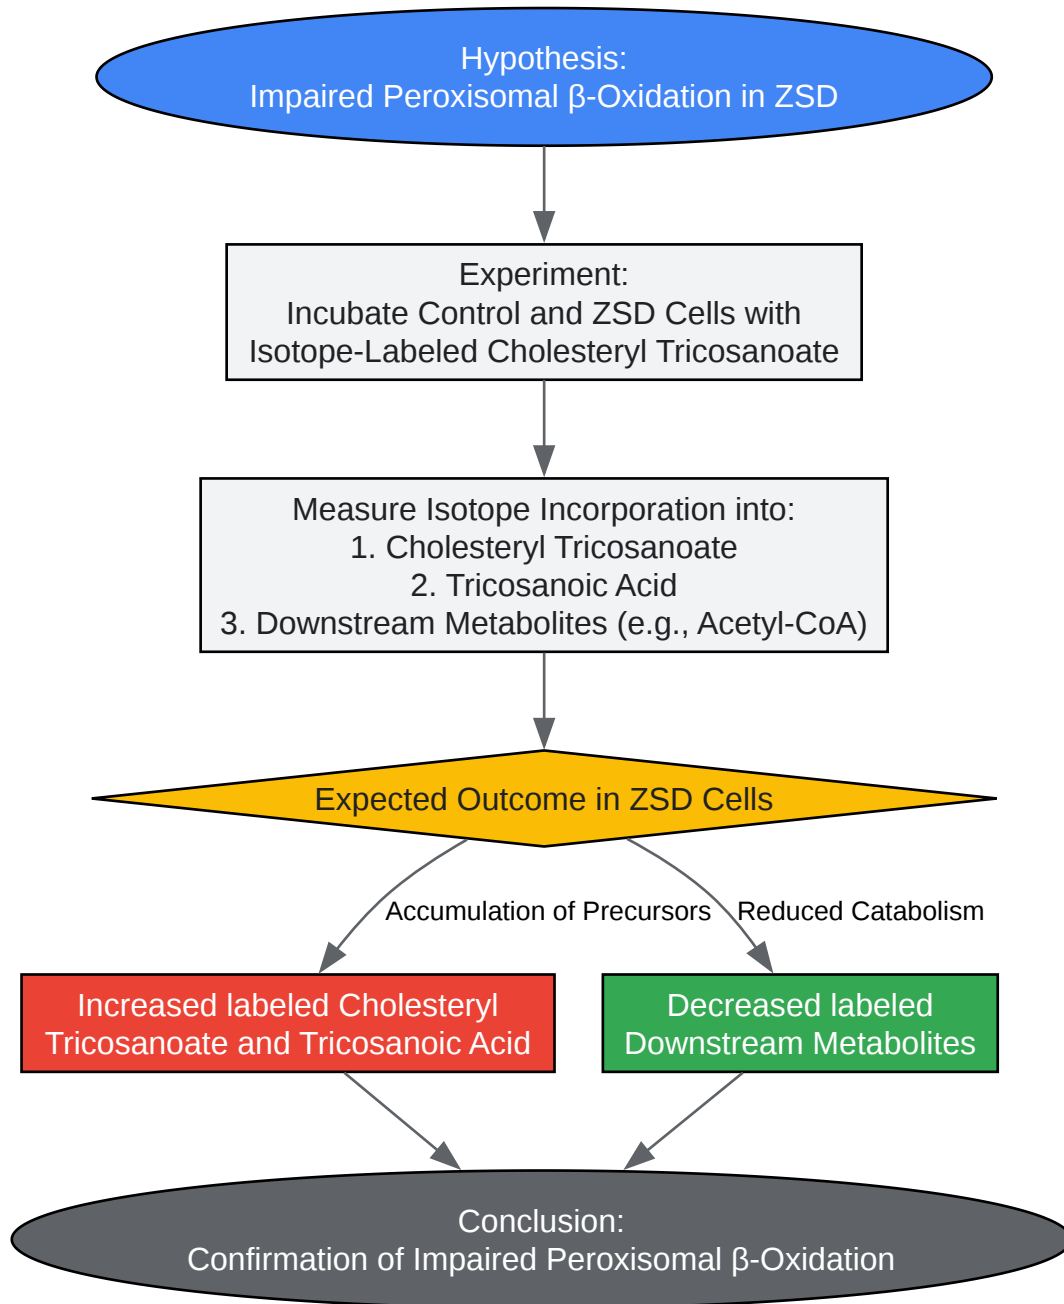 Hypothesis:
Impaired Peroxisomal β-Oxidation in ZSD
Experiment:
Incubate Control and ZSD Cells with
Isotope-Labeled Cholesteryl Tricosanoate
Measure Isotope Incorporation into:
1. Cholesteryl Tricosanoate
2. Tricosanoic Acid
3. Downstream Metabolites (e.g., Acetyl-CoA)
Expected Outcome in ZSD Cells
Accumulation of Precursors
Reduced Catabolism
Increased labeled Cholesteryl
Tricosanoate and Tricosanoic Acid
Decreased labeled
Downstream Metabolites
Conclusion:
Confirmation of Impaired Peroxisomal β-Oxidation